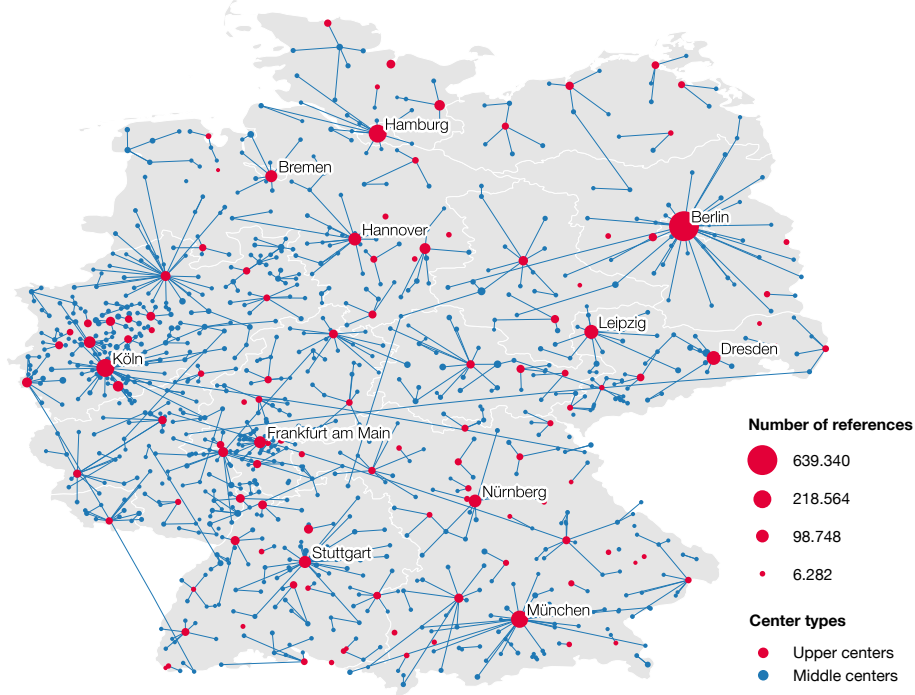 Hamburg
Bremen
Berlin
Hannover
Leipzig
Dresden
Köln
Frankfurt am Main
Nürnberg
Stuttgart
München
Number of references
639.340
218.564
98.748
6.282
Center types
Upper centers
Middle centers